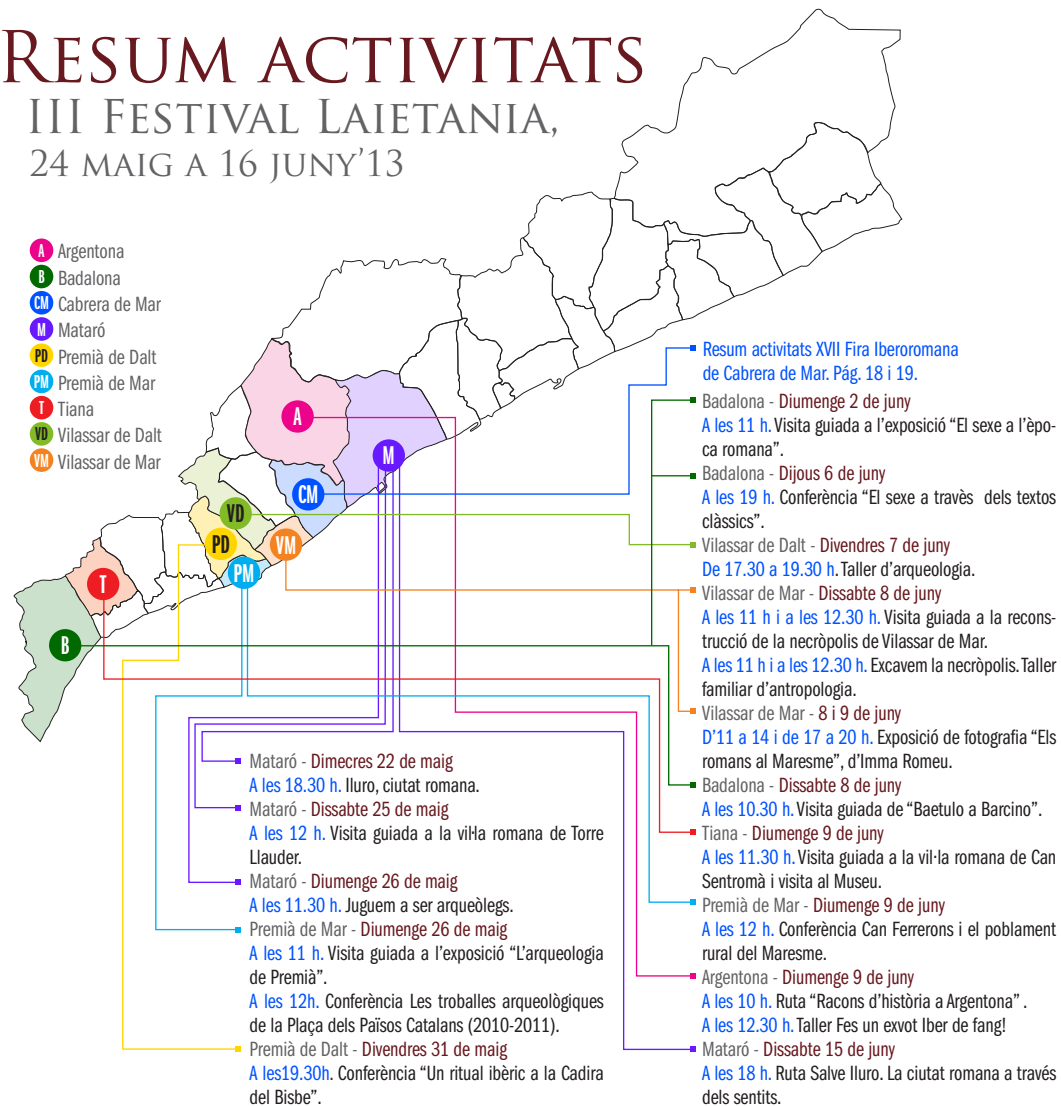 RESUM ACTIVITATS
III FESTIVAL LAIETANIA,
24 MAIG A 16 JUNY'13
A Argentona
B Badalona
CM Cabrera de Mar
M Mataró
PD Premià de Dalt
PM Premià de Mar
T Tiana
VD Vilassar de Dalt
VM Vilassar de Mar
A
M
CM
VD
PD
VM
PM
T
B
Mataró - Dimecres 22 de maig
A les 18.30 h. Iluro, ciutat romana.
Mataró - Dissabte 25 de maig
A les 12 h. Visita guiada a la vil·la romana de Torre
Llauder.
Mataró - Diumenge 26 de maig
A les 11.30 h. Juguem a ser arqueòlegs.
Premià de Mar - Diumenge 26 de maig
A les 11 h. Visita guiada a l'exposició “L'arqueologia
de Premià”.
A les 12h. Conferència Les troballes arqueològiques
de la Plaça dels Països Catalans (2010-2011).
Premià de Dalt - Divendres 31 de maig
A les19.30h. Conferència “Un ritual ibèric a la Cadira
del Bisbe”.
Resum activitats XVII Fira Iberoromana
de Cabrera de Mar. Pág. 18 i 19.
Badalona - Diumenge 2 de juny
A les 11 h. Visita guiada a l'exposició “El sexe a l'èpo-
ca romana”.
Badalona - Dijous 6 de juny
A les 19 h. Conferència “El sexe a travès dels textos
clàssics”.
Vilassar de Dalt - Divendres 7 de juny
De 17.30 a 19.30 h. Taller d'arqueologia.
Vilassar de Mar - Dissabte 8 de juny
A les 11 h i a les 12.30 h. Visita guiada a la recons-
trucció de la necròpolis de Vilassar de Mar.
A les 11 h i a les 12.30 h. Excavem la necròpolis. Taller
familiar d'antropologia.
Vilassar de Mar - 8 i 9 de juny
D'11 a 14 i de 17 a 20 h. Exposició de fotografia “Els
romans al Maresme”, d'Imma Romeu.
Badalona - Dissabte 8 de juny
A les 10.30 h. Visita guiada de “Baetulo a Barcino”.
Tiana - Diumenge 9 de juny
A les 11.30 h. Visita guiada a la vil·la romana de Can
Sentromà i visita al Museu.
Premià de Mar - Diumenge 9 de juny
A les 12 h. Conferència Can Ferrerons i el poblament
rural del Maresme.
Argentona - Diumenge 9 de juny
A les 10 h. Ruta “Racons d'història a Argentona” .
A les 12.30 h. Taller Fes un exvot Iber de fang!
Mataró - Dissabte 15 de juny
A les 18 h. Ruta Salve Iluro. La ciutat romana a través
dels sentits.